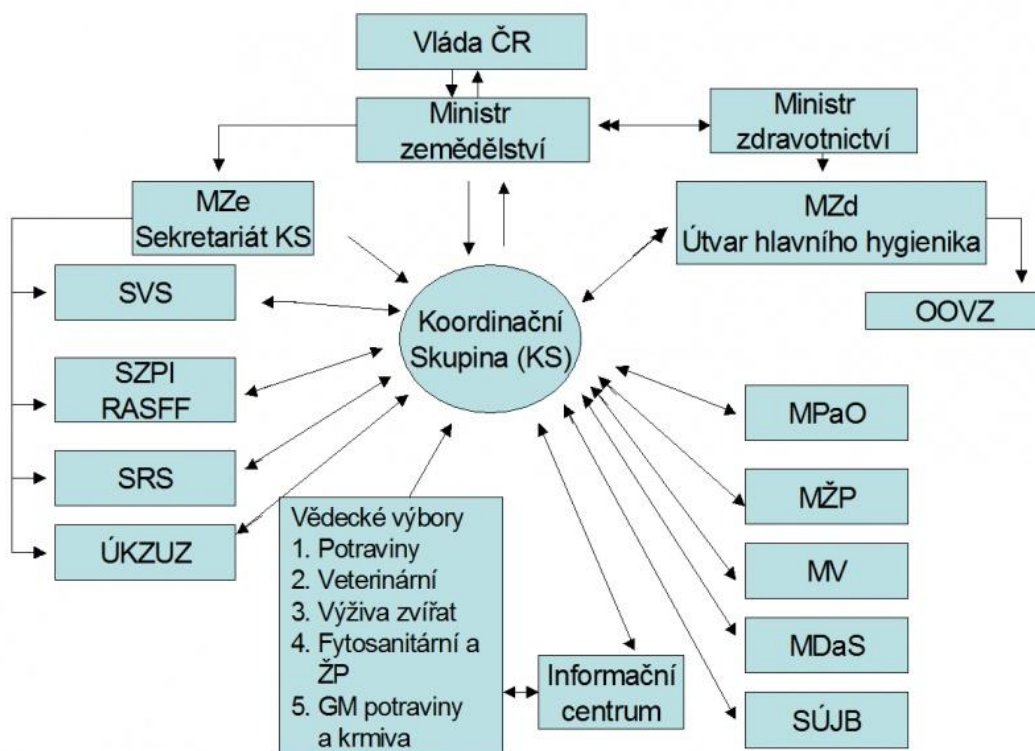 Vláda ČR
Ministr
zemědělství
Ministr
zdravotnictví
MZe
Sekretariát KS
MZd
Útvar hlavního hygienika
SVS
OOVZ
Koordinační
Skupina (KS)
SZPI
RASFF
MPaO
SRS
MŽP
ÚKZUZ
Vědecké výbory
1. Potraviny
2. Veterinární
3. Výživa zvířat
4. Fytosanitární a
ŽP
5. GM potraviny
a krmiva
MV
MDaS
Informační
centrum
SÚJB